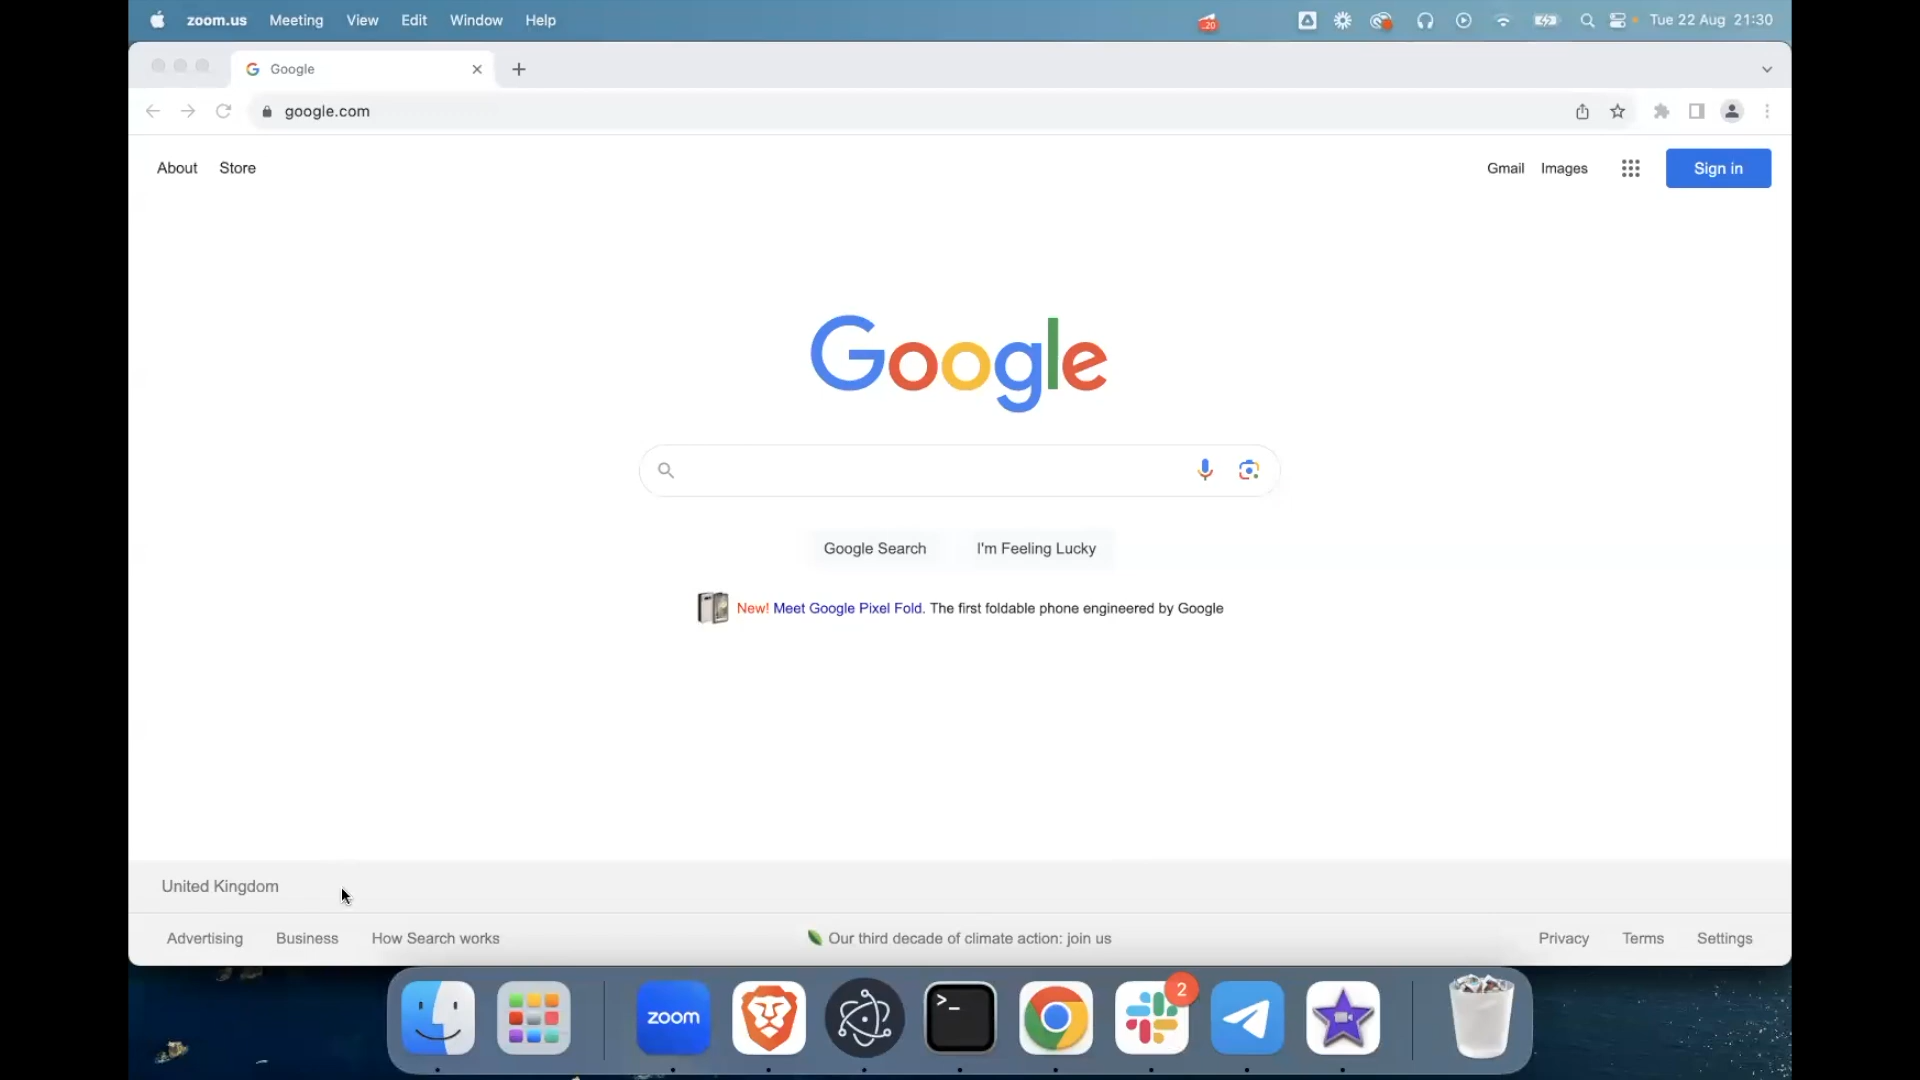 zoom.us Meeting View Edit Window Help 20 Tue 22 Aug 21:30
Google
google.com
About Store Gmail Images Sign in
Google
Google Search I'm Feeling Lucky
New! Meet Google Pixel Fold. The first foldable phone engineered by Google
United Kingdom
Advertising Business How Search works Our third decade of climate action: join us Privacy Terms Settings
zoom >_ 2